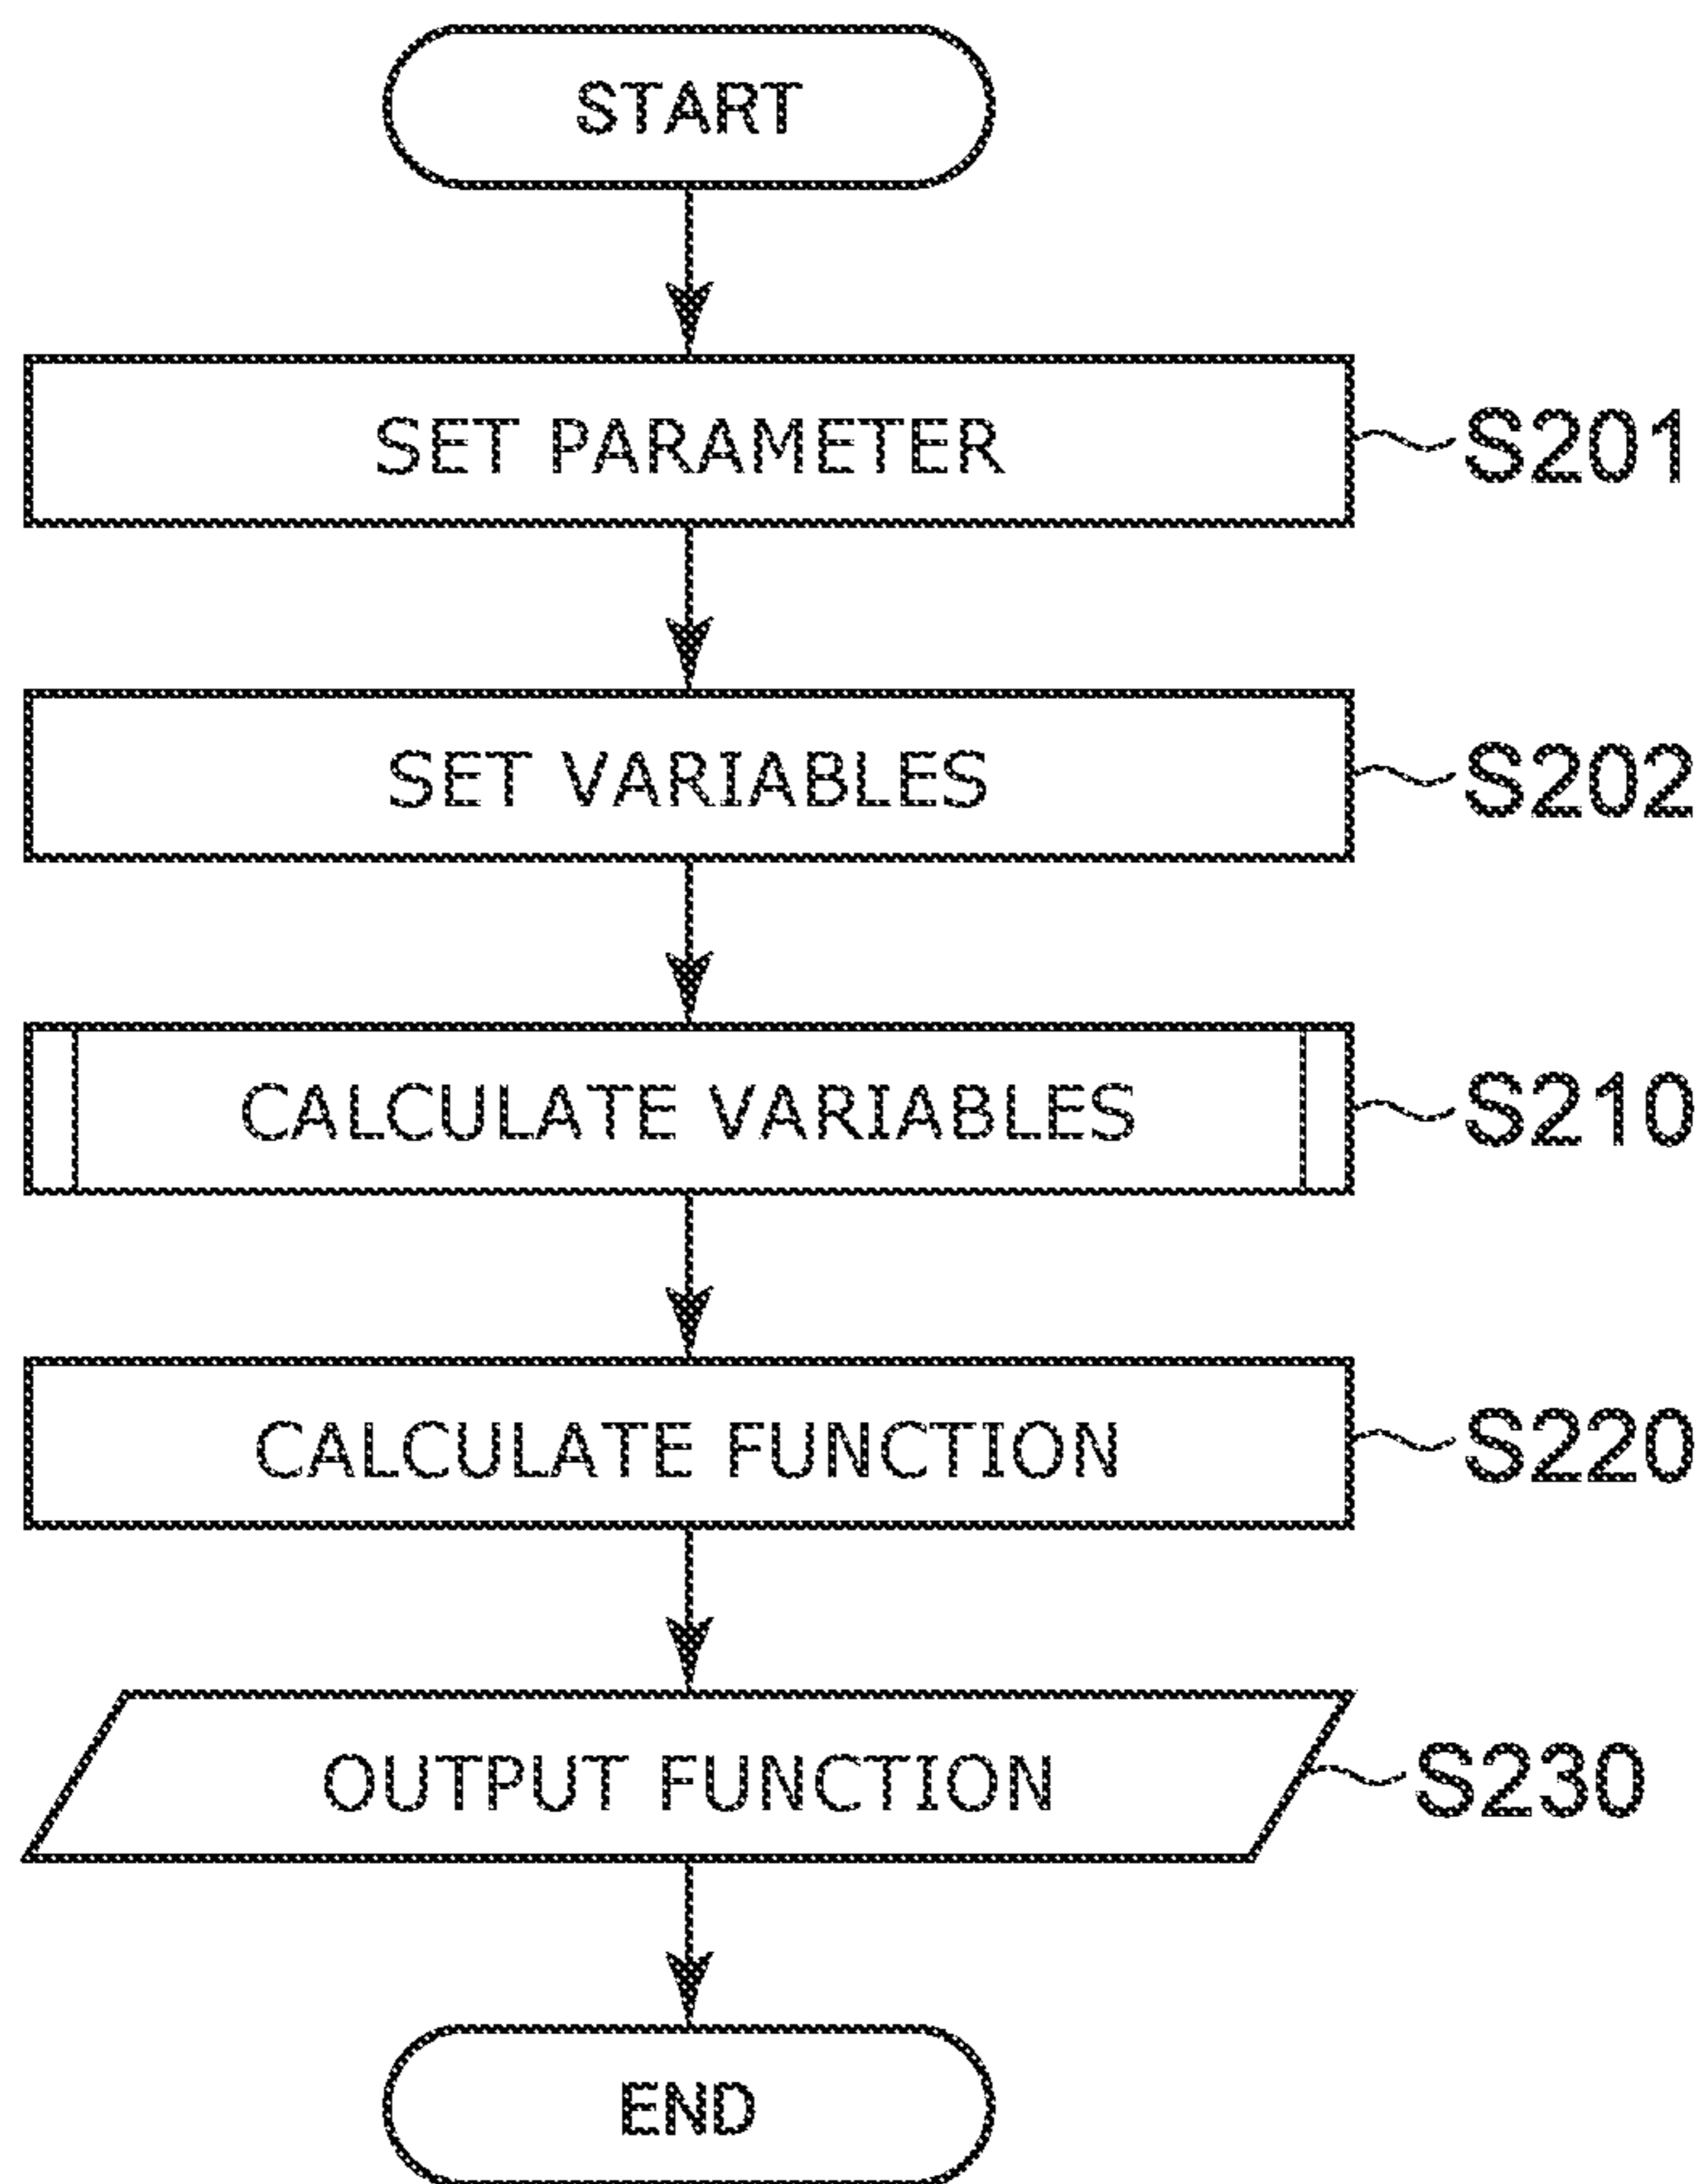 START
SET PARAMETER
S201
SET VARIABLES
S202
CALCULATE VARIABLES
S210
CALCULATE FUNCTION
S220
OUTPUT FUNCTION
S230
END